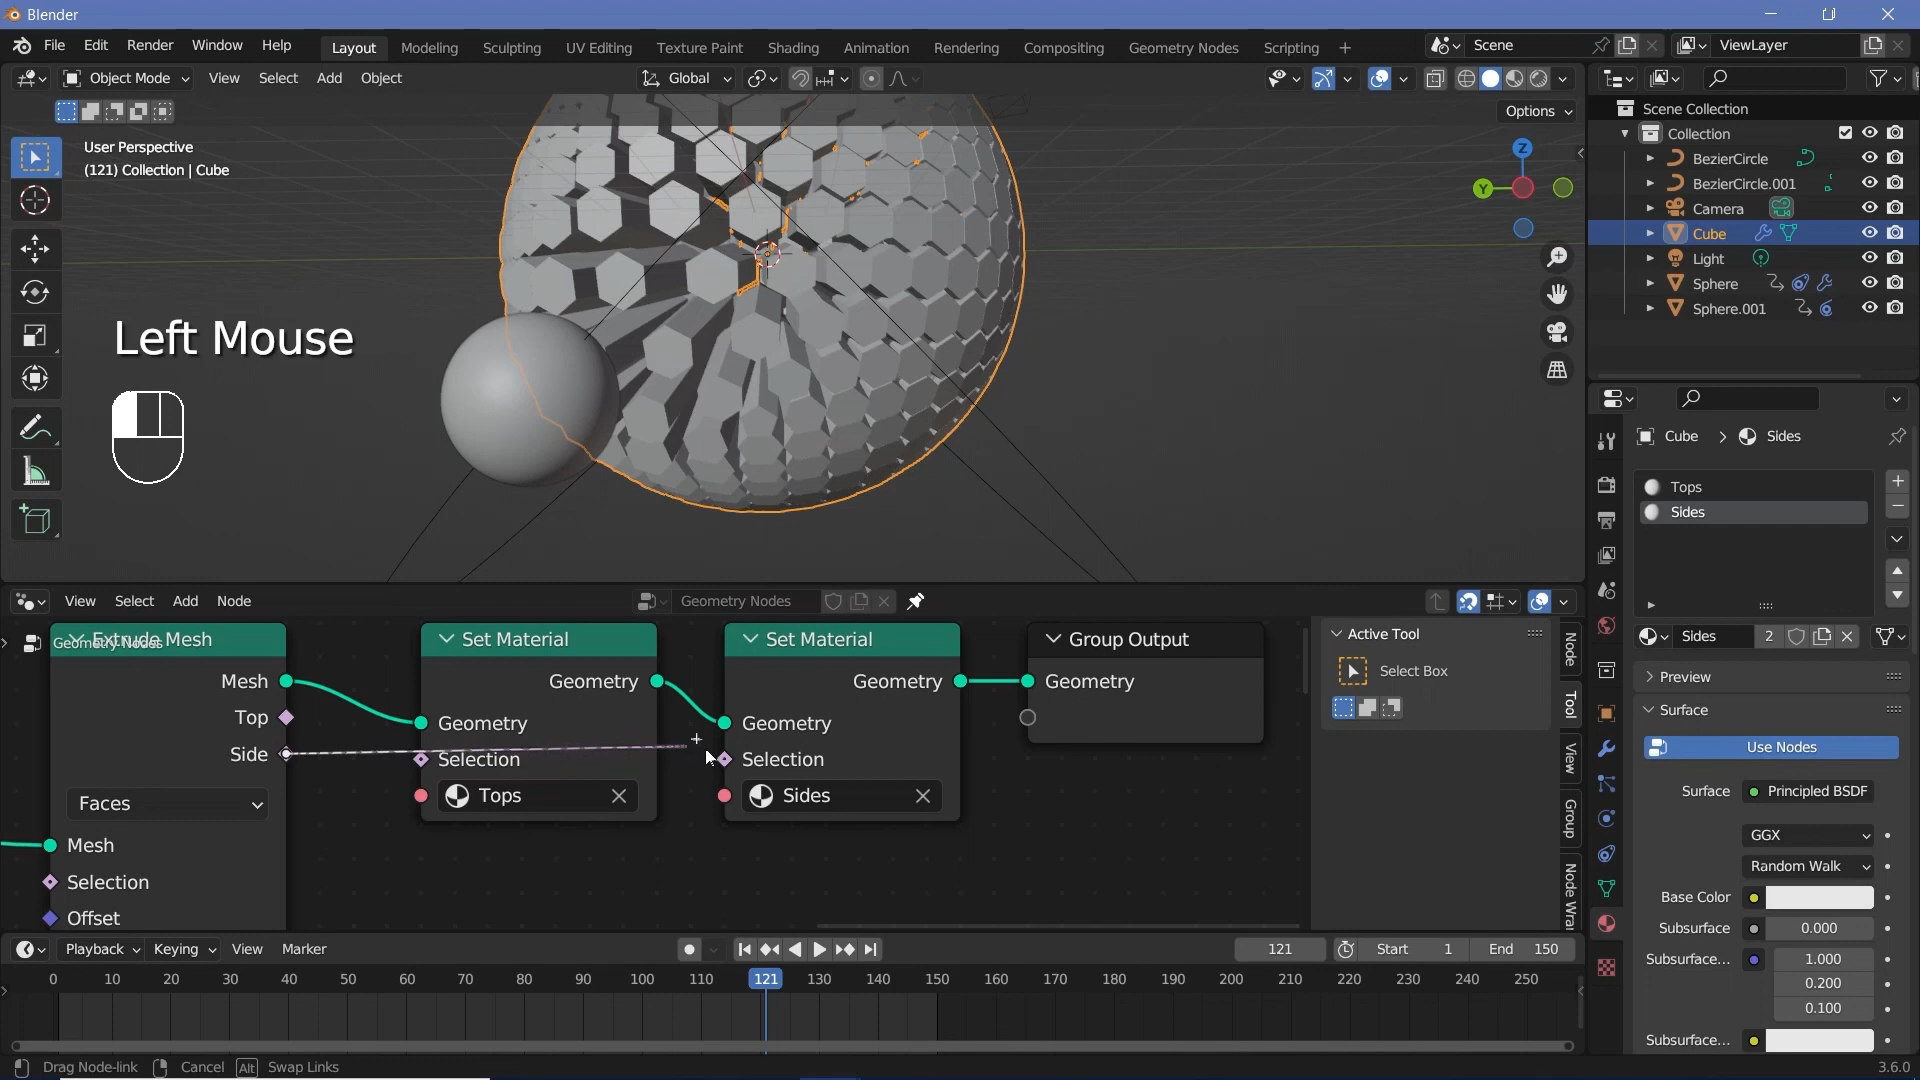 Blender
File Edit Render Window Help
Layout Modeling Sculpting UV Editing Texture Paint Shading Animation Rendering Compositing Geometry Nodes Scripting +
Scene
ViewLayer
Object Mode View Select Add Object
Global
Options
User Perspective
(121) Collection | Cube
Z
Y
Left Mouse
Scene Collection
Collection
BezierCircle
BezierCircle.001
Camera
Cube
Light
Sphere
Sphere.001
Cube > Sides
Tops
Sides
Sides 2
Preview
Surface
Use Nodes
Surface Principled BSDF
GGX
Random Walk
Base Color
Subsurface 0.000
Subsurface... 1.000
0.200
0.100
Subsurface...
View Select Add Node
Geometry Nodes
Geometry Nodes
Extrude Mesh
Mesh
Top
Side
Faces
Mesh
Selection
Offset
Set Material
Geometry
Geometry
Selection
Tops
Set Material
Geometry
Geometry
Selection
Sides
Group Output
Geometry
Active Tool
Select Box
Node
Tool
View
Group
Node Wra
Playback Keying View Marker
121 Start 1 End 150
0 10 20 30 40 50 60 70 80 90 100 110 121 130 140 150 160 170 180 190 200 210 220 230 240 250
Drag Node-link Cancel Alt Swap Links
3.6.0